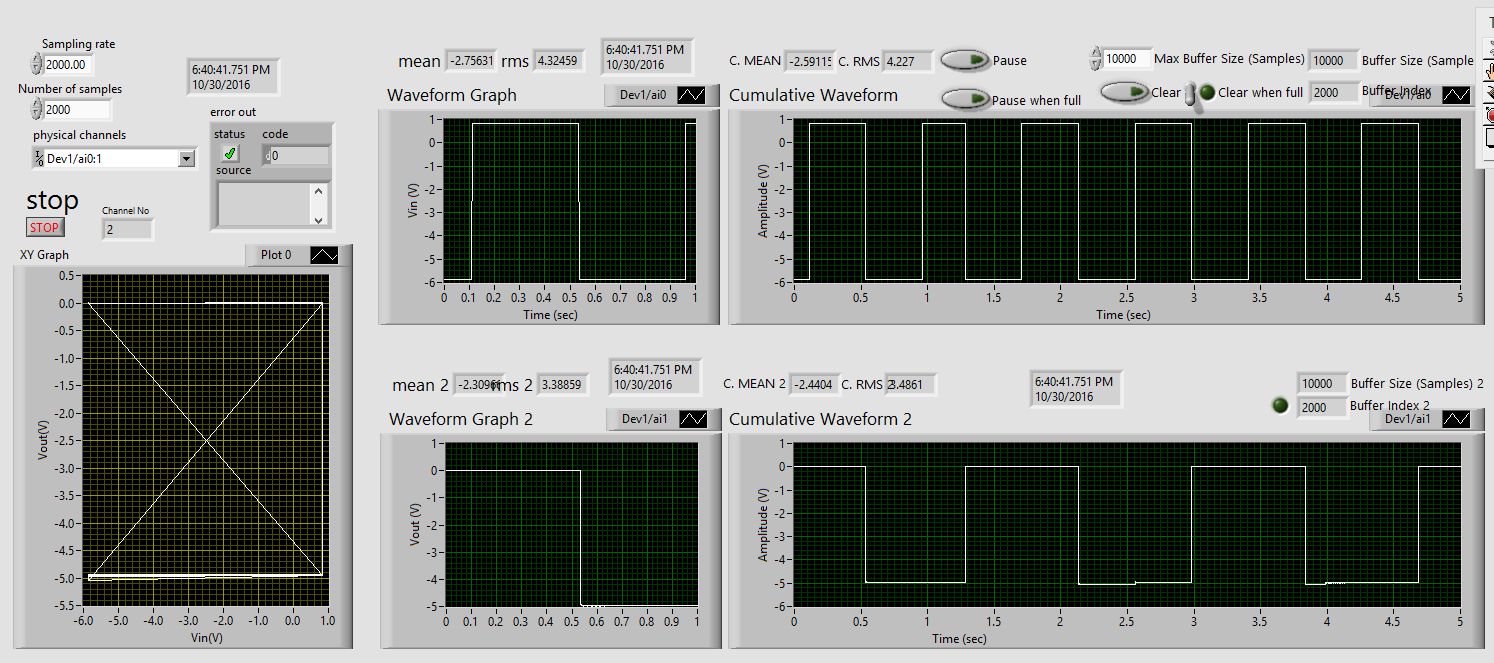 Sampling rate
2000.00
Number of samples
2000
physical channels
Dev1/ai0:1
stop
STOP
Channel No
2
6:40:41.751 PM
10/30/2016
error out
status code
0
source
mean -2.75631 rms 4.32459
6:40:41.751 PM
10/30/2016
Waveform Graph
Dev1/ai0
1
0
-1
-2
-3
-4
-5
-6
Vin (V)
0 0.1 0.2 0.3 0.4 0.5 0.6 0.7 0.8 0.9 1
Time (sec)
C. MEAN -2.59115 C. RMS 4.227
Pause
10000 Max Buffer Size (Samples) 10000 Buffer Size (Sample
Pause when full
Clear
Clear when full
2000 Buffer Index
Cumulative Waveform
Dev1/ai0
1
0
-1
-2
-3
-4
-5
-6
Amplitude (V)
0 0.5 1 1.5 2 2.5 3 3.5 4 4.5 5
Time (sec)
XY Graph
Plot 0
0.5
0.0
-0.5
-1.0
-1.5
-2.0
-2.5
-3.0
-3.5
-4.0
-4.5
-5.0
-5.5
Vout(V)
-6.0 -5.0 -4.0 -3.0 -2.0 -1.0 0.0 1.0
Vin(V)
mean 2 rms 2 3.38859
6:40:41.751 PM
10/30/2016
Waveform Graph 2
Dev1/ai1
1
0
-1
-2
-3
-4
-5
Vout (V)
0 0.1 0.2 0.3 0.4 0.5 0.6 0.7 0.8 0.9 1
Time (sec)
C. MEAN 2 -2.4404 C. RMS 2 3.4861
6:40:41.751 PM
10/30/2016
10000 Buffer Size (Samples) 2
2000 Buffer Index 2
Cumulative Waveform 2
Dev1/ai1
1
0
-1
-2
-3
-4
-5
-6
Amplitude (V)
0 0.5 1 1.5 2 2.5 3 3.5 4 4.5 5
Time (sec)